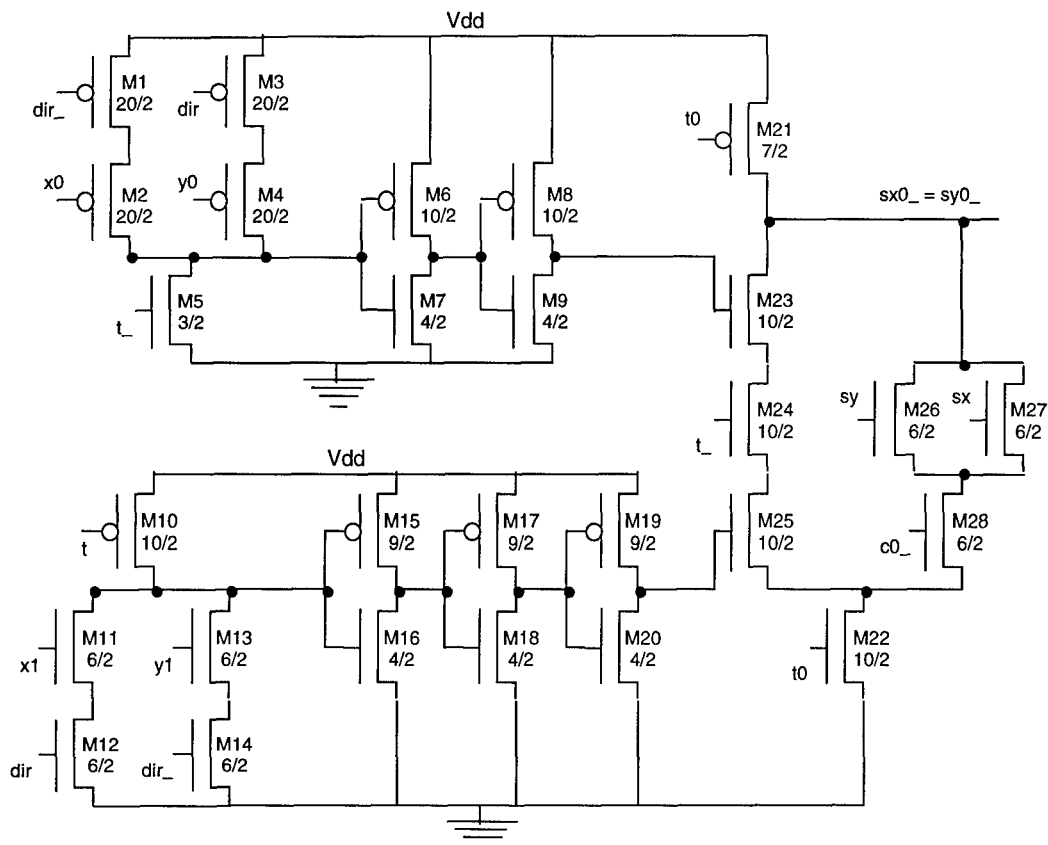 Vdd
dir_
M1
20/2
dir
M3
20/2
x0
M2
20/2
y0
M4
20/2
M6
10/2
M8
10/2
t0
M21
7/2
sx0_ = sy0_
t_
M5
3/2
M7
4/2
M9
4/2
M23
10/2
t_
M24
10/2
sy
M26
6/2
sx
M27
6/2
Vdd
t
M10
10/2
M15
9/2
M17
9/2
M19
9/2
M25
10/2
c0_
M28
6/2
x1
M11
6/2
y1
M13
6/2
M16
4/2
M18
4/2
M20
4/2
t0
M22
10/2
dir
M12
6/2
dir_
M14
6/2